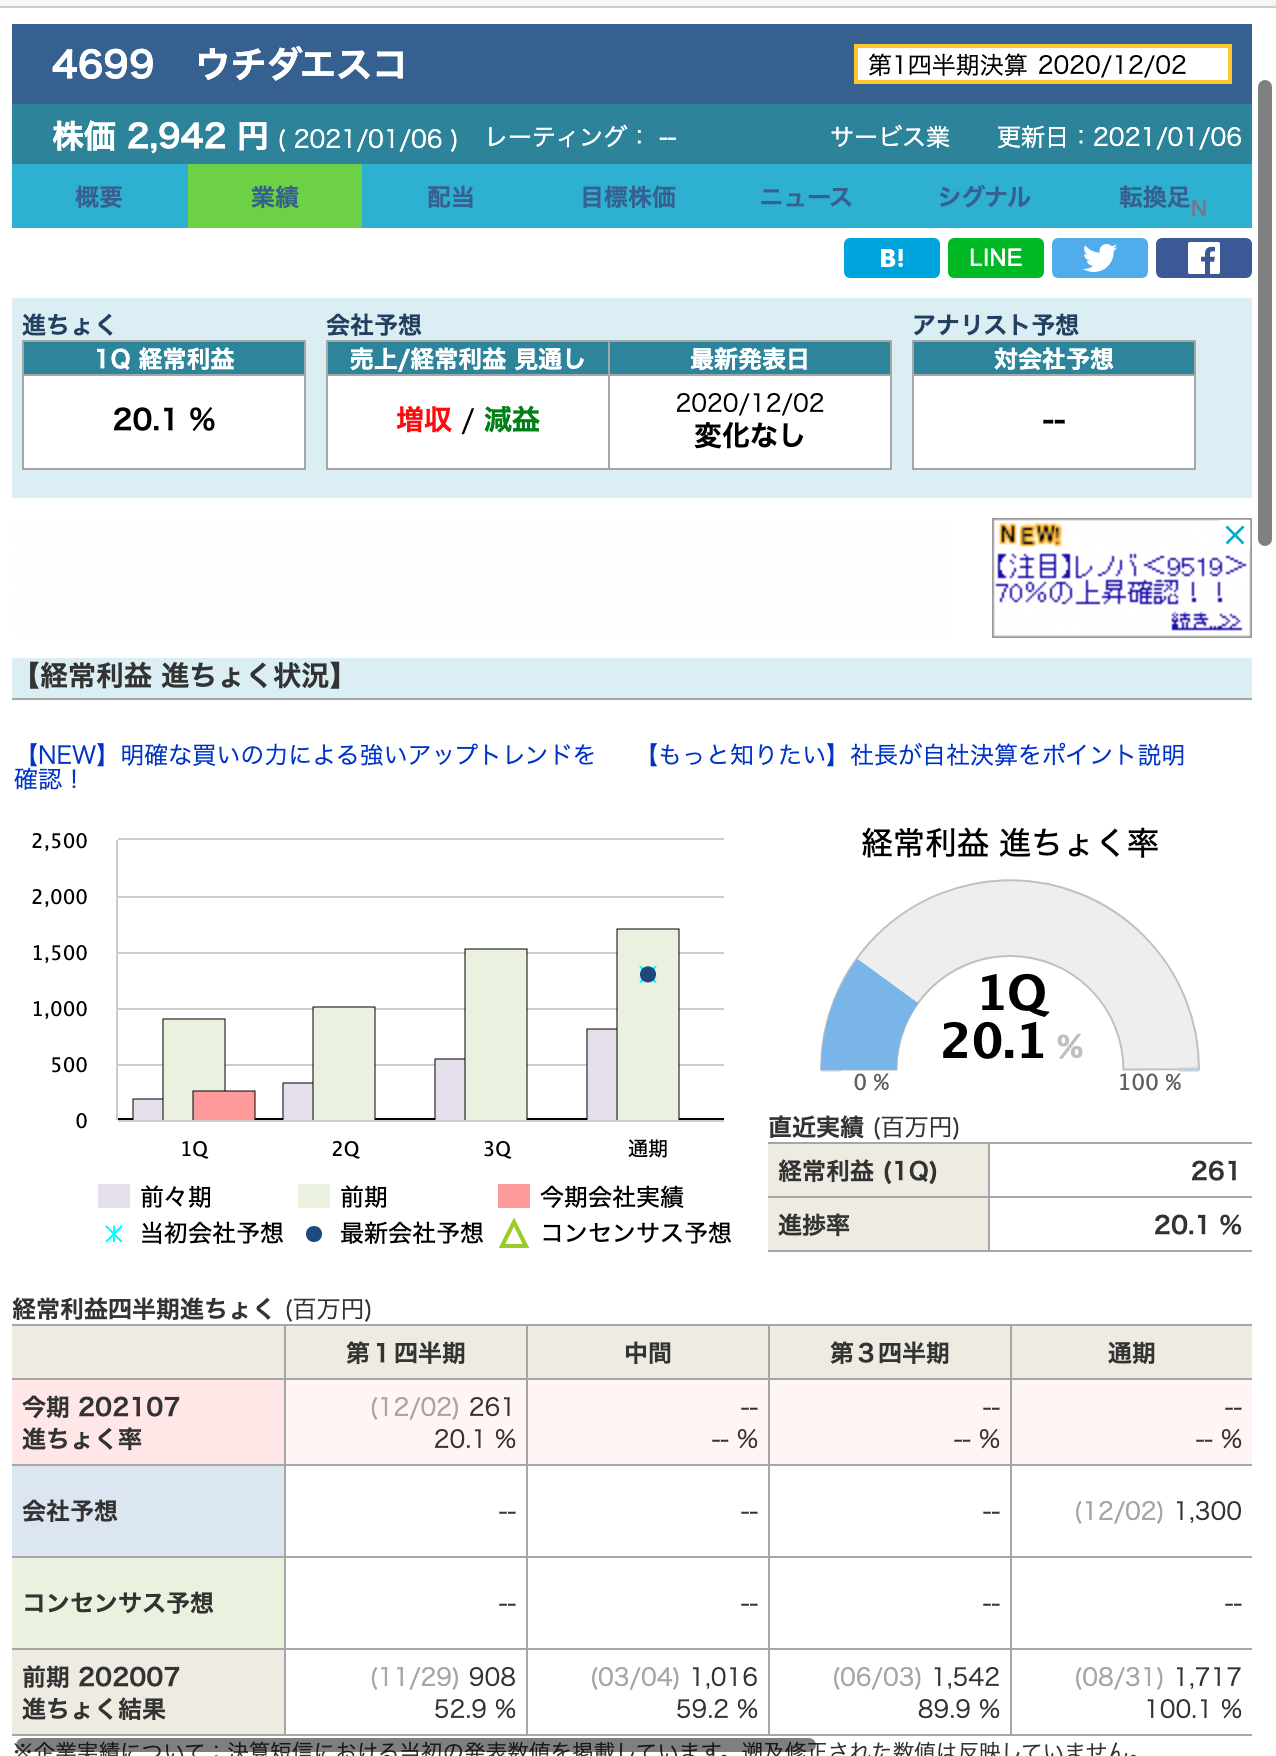 4699 ウチダエスコ
第1四半期決算 2020/12/02
株価 2,942 円 ( 2021/01/06 ) レーティング： -- サービス業 更新日：2021/01/06
概要 業績 配当 目標株価 ニュース シグナル 転換足N
B! LINE
進ちょく 会社予想 アナリスト予想
1Q 経常利益 売上/経常利益 見通し 最新発表日 対会社予想
20.1 % 増収 / 減益 2020/12/02 --
変化なし
NEW!
【注目】レノバ<9519>
70%の上昇確認！！
続き..>>
【経常利益 進ちょく状況】
【NEW】明確な買いの力による強いアップトレンドを
確認！
【もっと知りたい】社長が自社決算をポイント説明
経常利益 進ちょく率
2,500
2,000
1,500
1,000
500
0
1Q 2Q 3Q 通期
1Q
20.1 %
0 % 100 %
前々期 前期 今期会社実績
当初会社予想 最新会社予想 コンセンサス予想
直近実績 (百万円)
経常利益 (1Q) 261
進捗率 20.1 %
経常利益四半期進ちょく (百万円)
第１四半期 中間 第３四半期 通期
今期 202107 (12/02) 261 -- -- --
進ちょく率 20.1 % -- % -- % -- %
会社予想 -- -- -- (12/02) 1,300
コンセンサス予想 -- -- -- --
前期 202007 (11/29) 908 (03/04) 1,016 (06/03) 1,542 (08/31) 1,717
進ちょく結果 52.9 % 59.2 % 89.9 % 100.1 %
※企業実績について：決算短信における当初の発表数値を掲載しています。遡及修正された数値は反映していません。